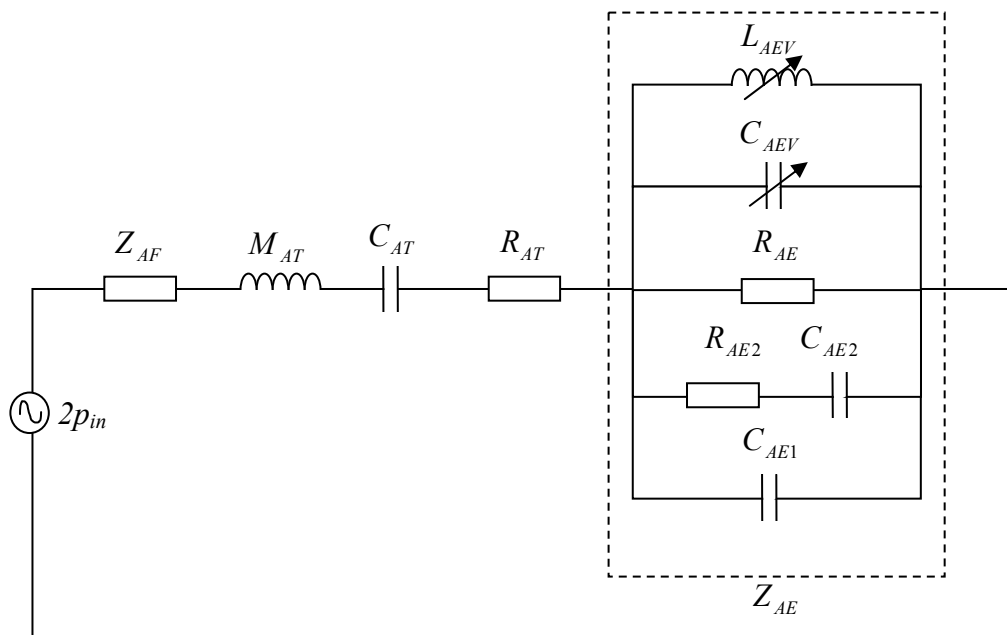 L_AEV
C_AEV
Z_AF
M_AT
C_AT
R_AT
R_AE
R_AE2
C_AE2
2p_in
C_AE1
Z_AE